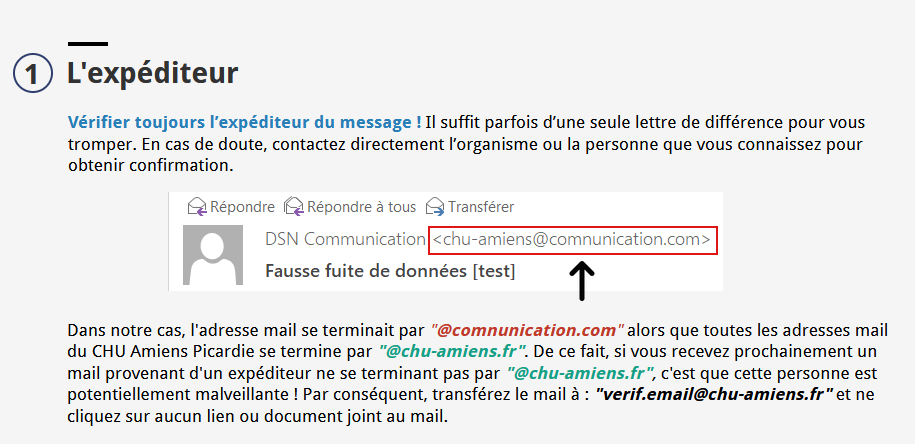 1 L'expéditeur
Vérifier toujours l’expéditeur du message ! Il suffit parfois d’une seule lettre de différence pour vous
tromper. En cas de doute, contactez directement l’organisme ou la personne que vous connaissez pour
obtenir confirmation.
Répondre Répondre à tous Transférer
DSN Communication <chu-amiens@comnunication.com>
Fausse fuite de données [test]
Dans notre cas, l'adresse mail se terminait par "@comnunication.com" alors que toutes les adresses mail
du CHU Amiens Picardie se termine par "@chu-amiens.fr". De ce fait, si vous recevez prochainement un
mail provenant d'un expéditeur ne se terminant pas par "@chu-amiens.fr", c'est que cette personne est
potentiellement malveillante ! Par conséquent, transférez le mail à : "verif.email@chu-amiens.fr" et ne
cliquez sur aucun lien ou document joint au mail.